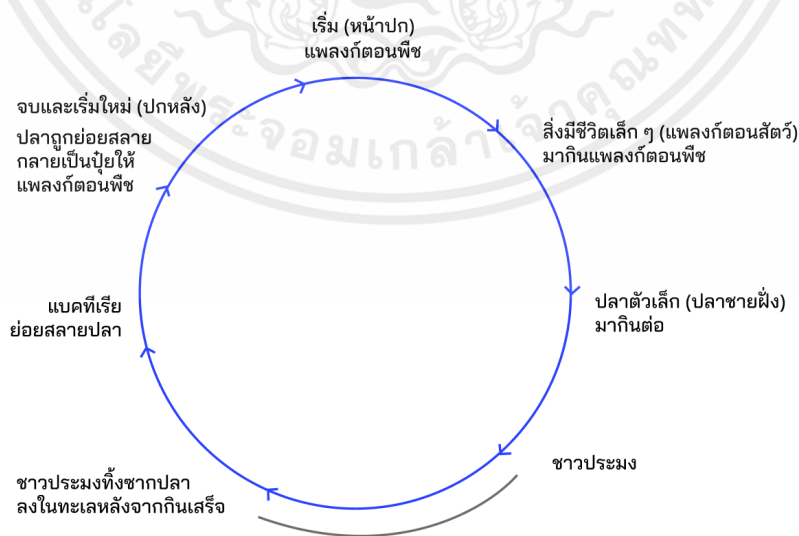 เริ่ม (หน้าปก)
แพลงก์ตอนพืช
สิ่งมีชีวิตเล็ก ๆ (แพลงก์ตอนสัตว์)
มากินแพลงก์ตอนพืช
ปลาตัวเล็ก (ปลาชายฝั่ง)
มากินต่อ
ชาวประมง
ชาวประมงทิ้งซากปลา
ลงในทะเลหลังจากกินเสร็จ
แบคทีเรีย
ย่อยสลายปลา
จบและเริ่มใหม่ (ปกหลัง)
ปลาถูกย่อยสลาย
กลายเป็นปุ๋ยให้
แพลงก์ตอนพืช